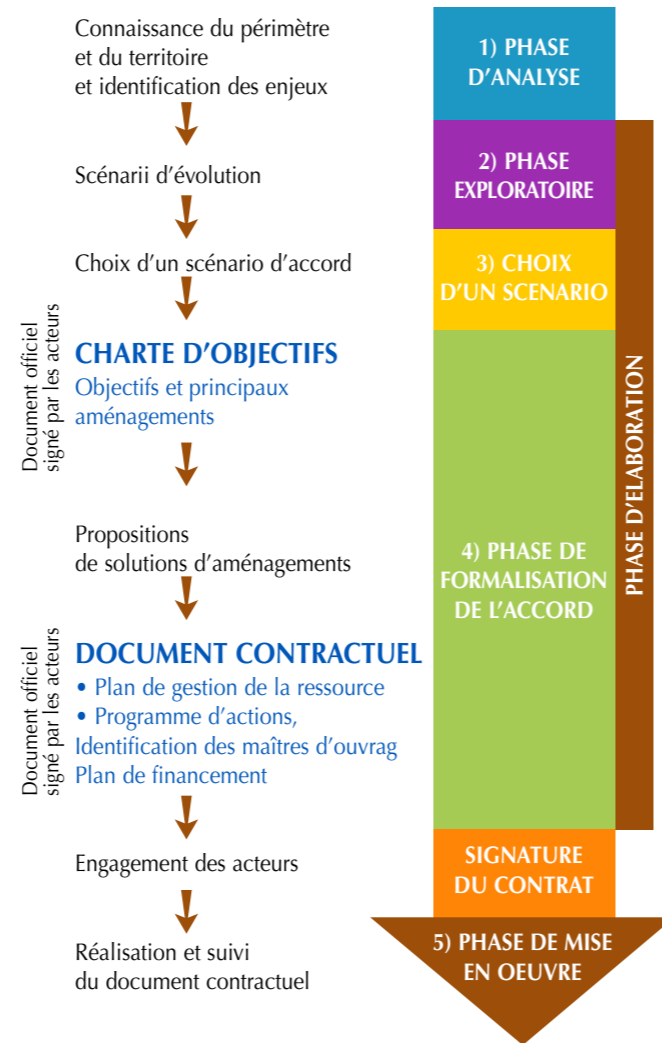 Connaissance du périmètre
et du territoire
et identification des enjeux
Scénarii d’évolution
Choix d’un scénario d’accord
Document officiel
signé par les acteurs
CHARTE D’OBJECTIFS
Objectifs et principaux
aménagements
Propositions
de solutions d’aménagements
Document officiel
signé par les acteurs
DOCUMENT CONTRACTUEL
• Plan de gestion de la ressource
• Programme d’actions,
Identification des maîtres d’ouvrag
Plan de financement
Engagement des acteurs
Réalisation et suivi
du document contractuel
1) PHASE
D’ANALYSE
2) PHASE
EXPLORATOIRE
3) CHOIX
D’UN SCENARIO
4) PHASE DE
FORMALISATION
DE L’ACCORD
PHASE D’ELABORATION
SIGNATURE
DU CONTRAT
5) PHASE DE MISE
EN OEUVRE